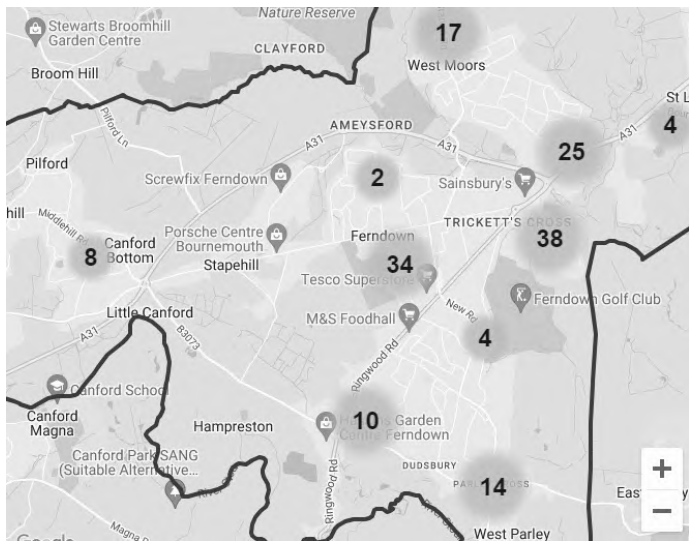 Nature Reserve
Stewarts Broomhill
Garden Centre
17
CLAYFORD
Broom Hill
West Moors
St L
4
Pilford Ln
AMEYSFORD
A31
A31
A31
25
Pilford
Screwfix Ferndown
2
Sainsbury's
hill
Middlehill Rd
TRICKETT'S CROSS
Porsche Centre
Bournemouth
Ferndown
38
Canford
Bottom
8
Stapehill
34
Tesco Superstore
Little Canford
M&S Foodhall
New Rd
Ferndown Golf Club
A31
B3073
4
Ringwood Rd
Canford School
Canford
Magna
Hampreston
10
Garden
Centre Ferndown
Canford Park SANG
(Suitable Alternative...
DUDSBURY
14
River
Ringwood Rd
Magna
West Parley
East
+
−
Google